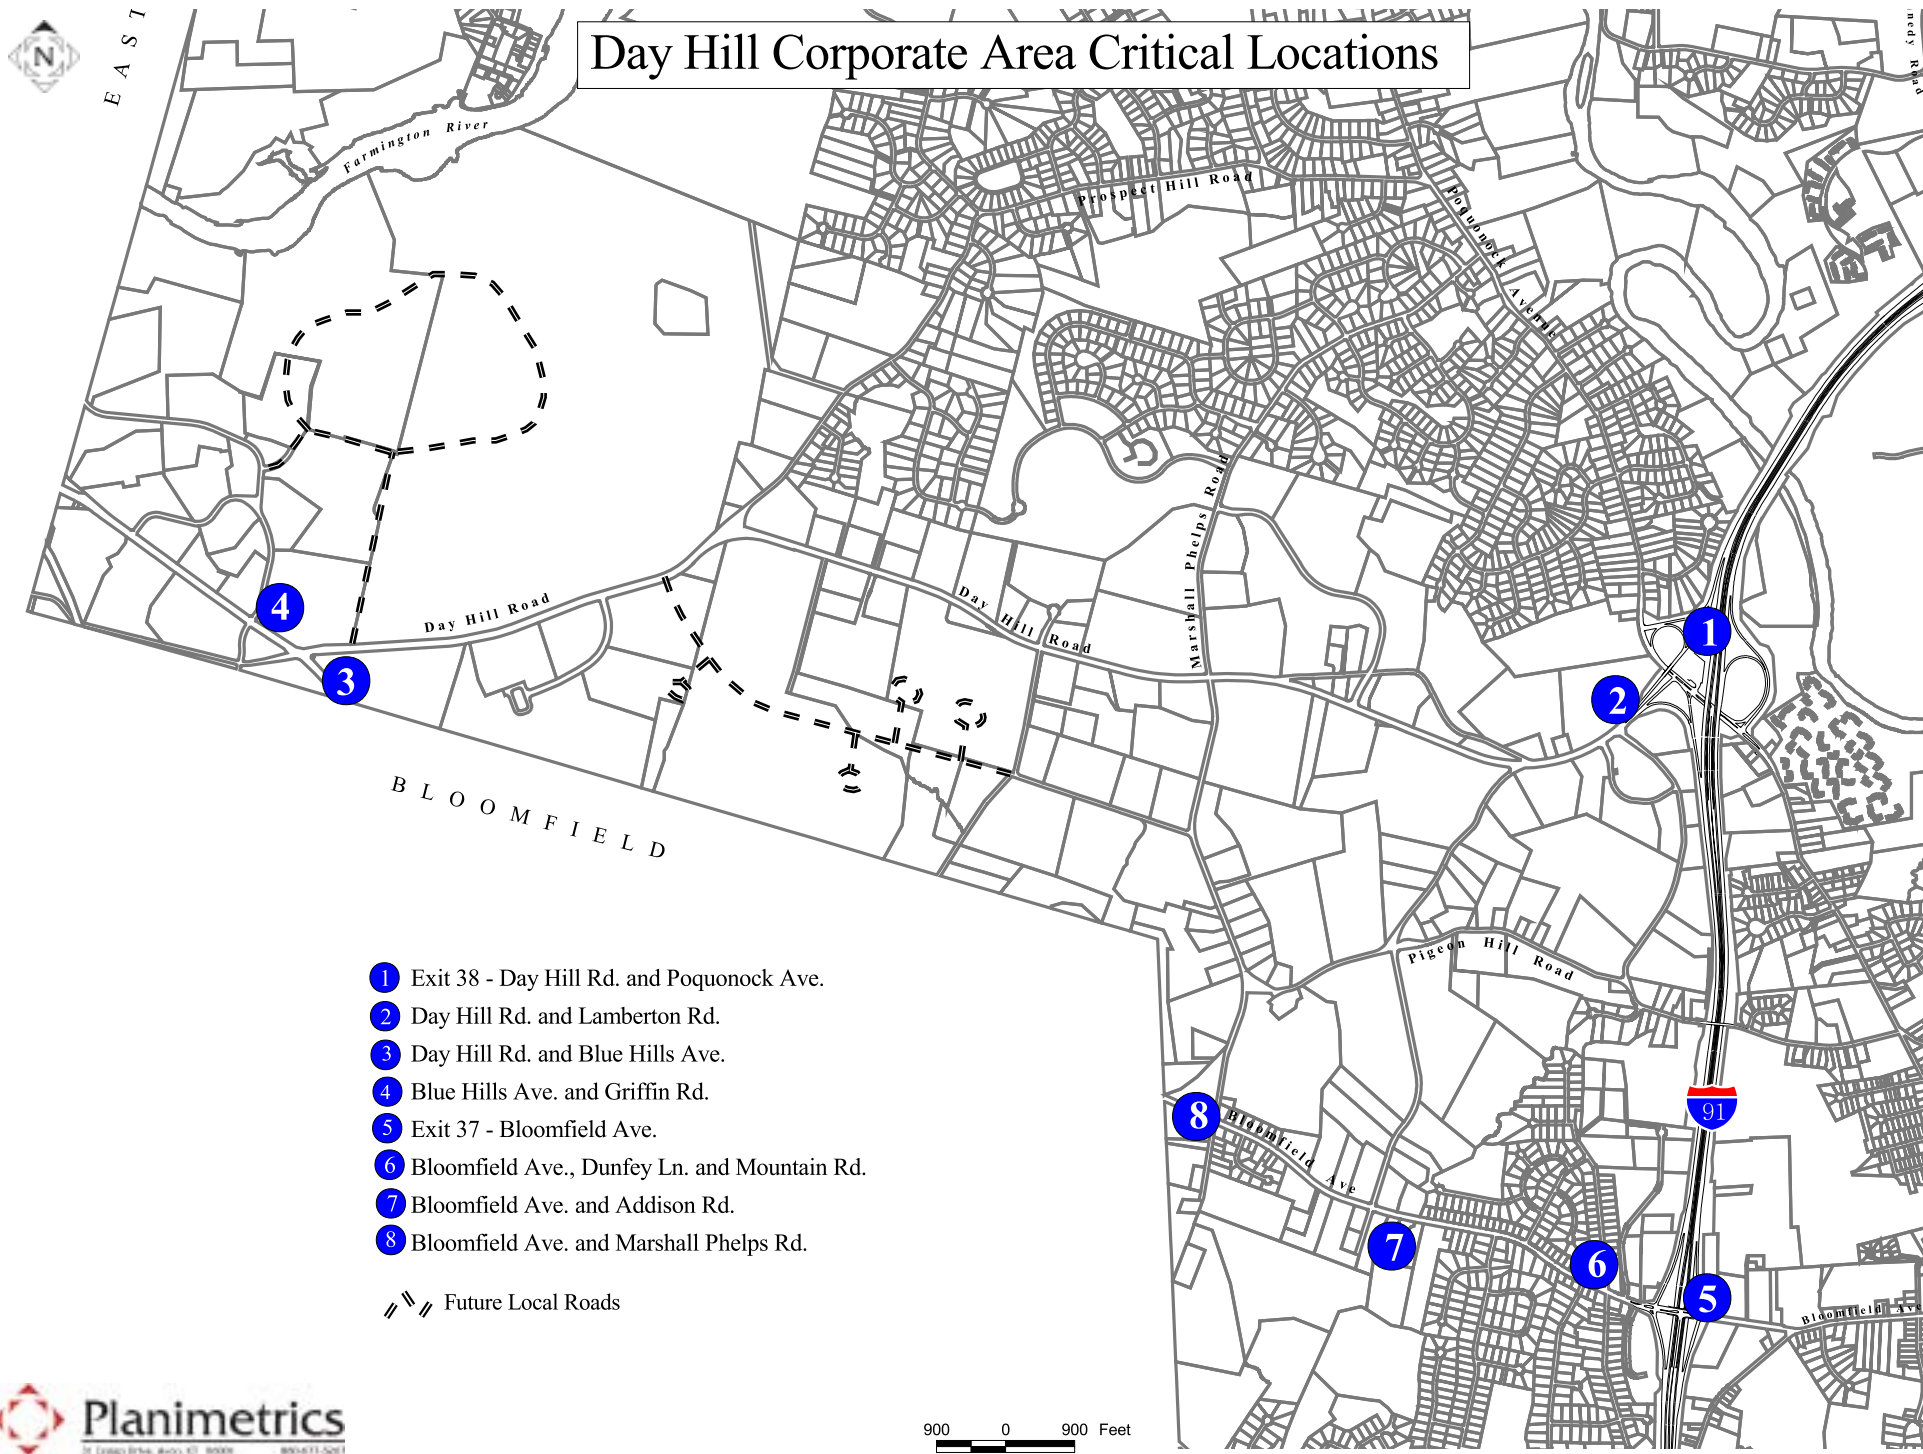 Day Hill Corporate Area Critical Locations
N
EAST
nedy Road
Farmington River
Prospect Hill Road
Poquonock Avenue
Marshall Phelps Road
Day Hill Road
Day Hill Road
1
2
3
4
BLOOMFIELD
Pigeon Hill Road
91
8
Bloomfield Ave
7
6
5
Bloomfield Ave
1 Exit 38 - Day Hill Rd. and Poquonock Ave.
2 Day Hill Rd. and Lamberton Rd.
3 Day Hill Rd. and Blue Hills Ave.
4 Blue Hills Ave. and Griffin Rd.
5 Exit 37 - Bloomfield Ave.
6 Bloomfield Ave., Dunfey Ln. and Mountain Rd.
7 Bloomfield Ave. and Addison Rd.
8 Bloomfield Ave. and Marshall Phelps Rd.
Future Local Roads
Planimetrics
900 0 900 Feet